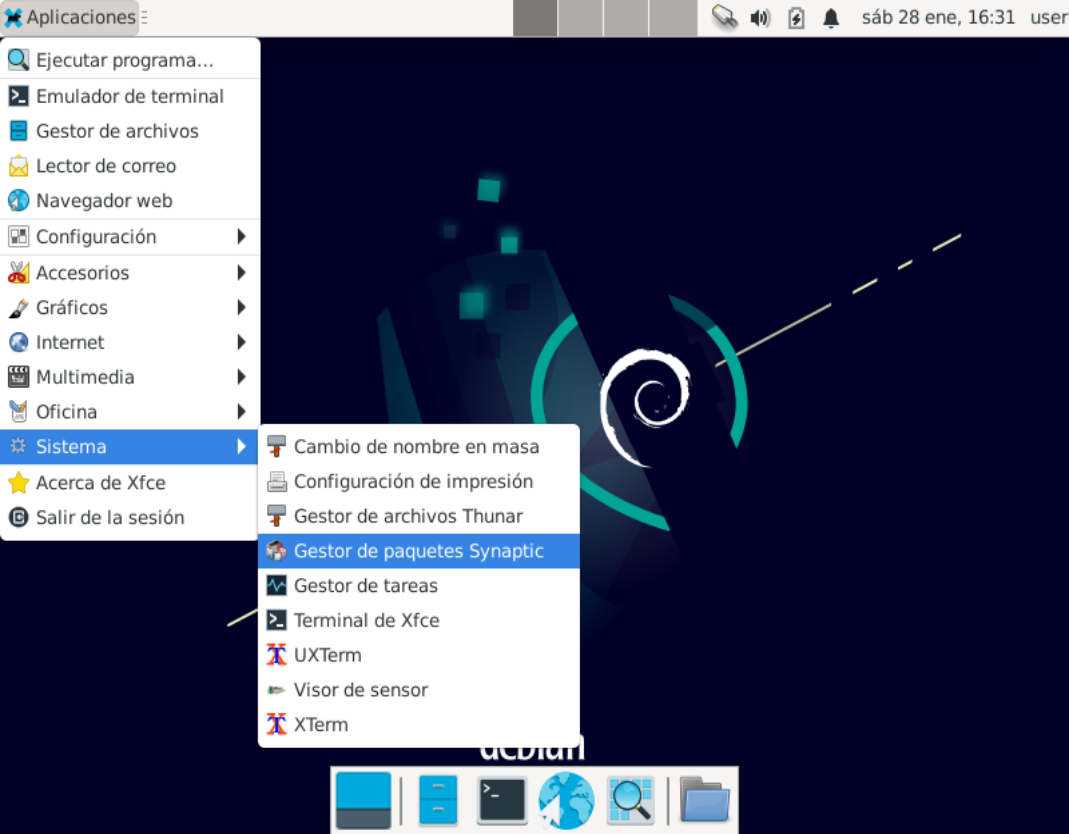 Aplicaciones
sáb 28 ene, 16:31 user
Ejecutar programa...
Emulador de terminal
Gestor de archivos
Lector de correo
Navegador web
Configuración
Accesorios
Gráficos
Internet
Multimedia
Oficina
Sistema
Acerca de Xfce
Salir de la sesión
Cambio de nombre en masa
Configuración de impresión
Gestor de archivos Thunar
Gestor de paquetes Synaptic
Gestor de tareas
Terminal de Xfce
UXTerm
Visor de sensor
XTerm
debian